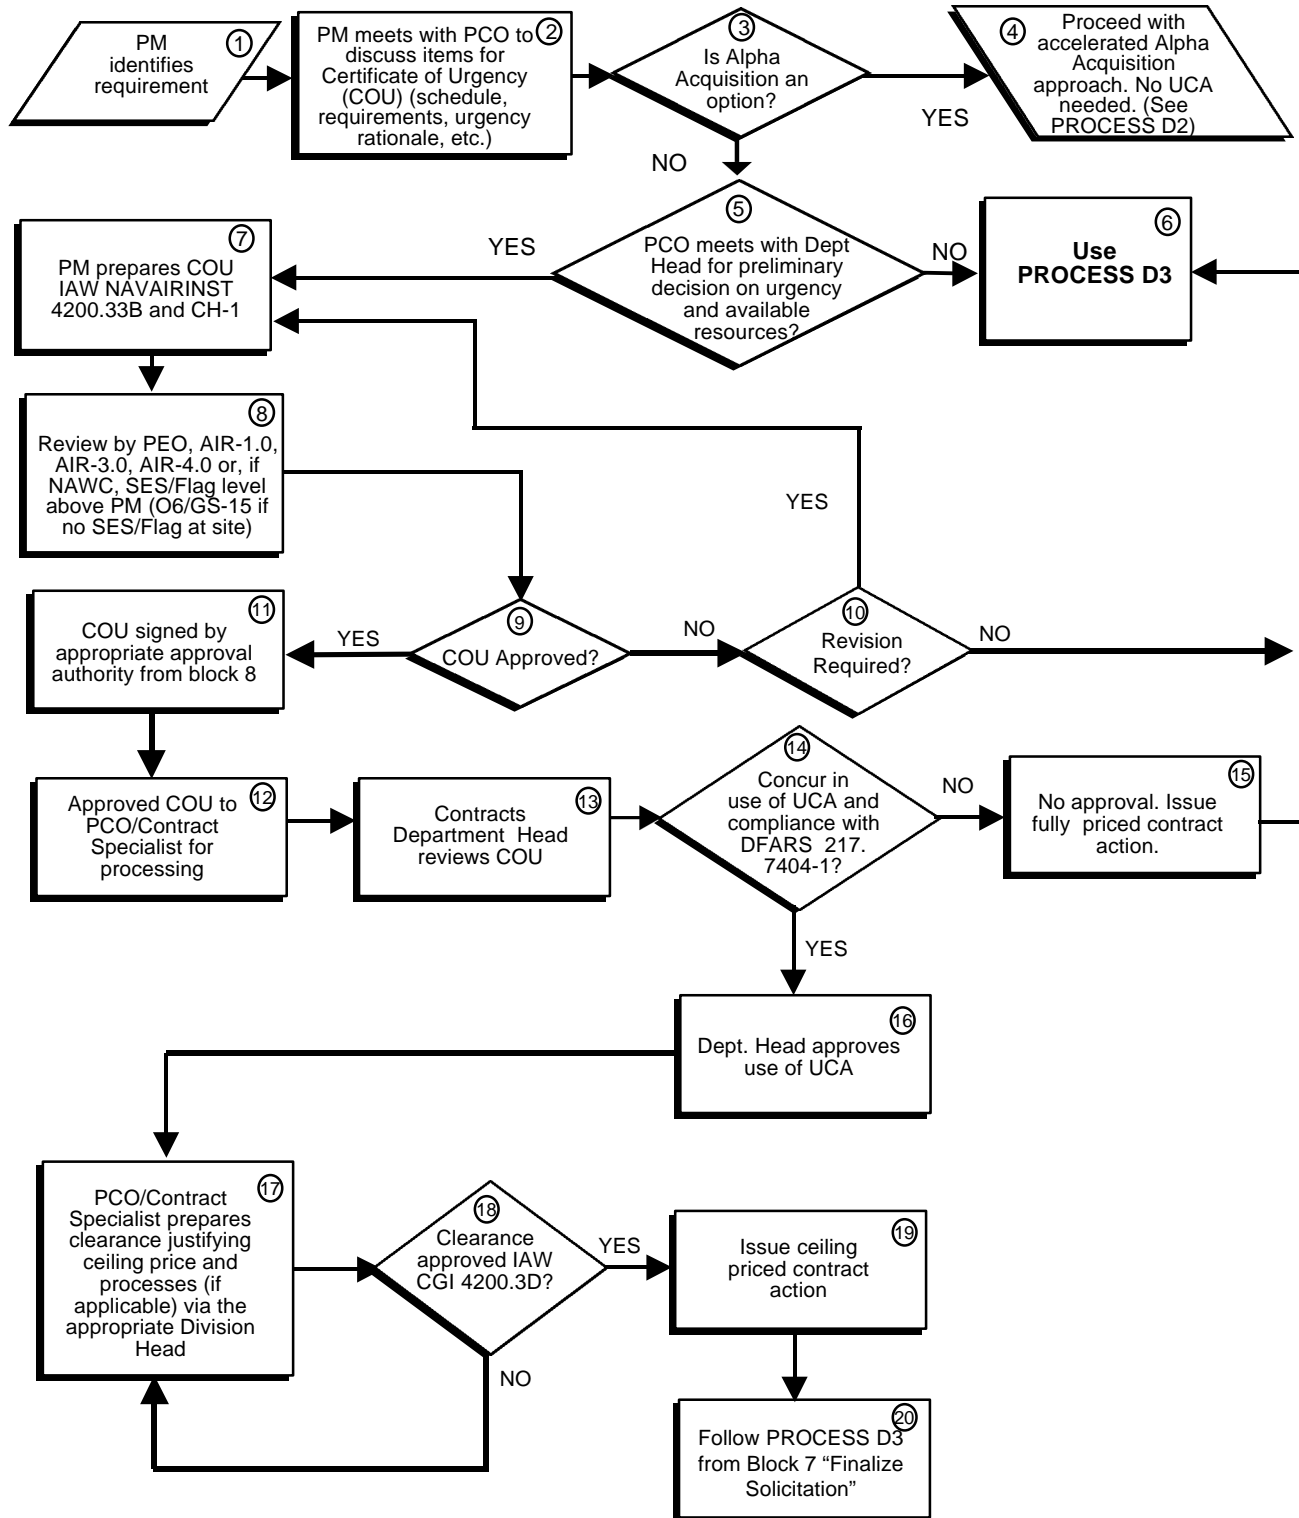 ①
PM
identifies
requirement
②
PM meets with PCO to
discuss items for
Certificate of Urgency
(COU) (schedule,
requirements, urgency
rationale, etc.)
③
Is Alpha
Acquisition an
option?
YES
NO
④
Proceed with
accelerated Alpha
Acquisition
approach. No UCA
needed. (See
PROCESS D2)
⑤
PCO meets with Dept
Head for preliminary
decision on urgency
and available
resources?
YES
NO
⑥
Use
PROCESS D3
⑦
PM prepares COU
IAW NAVAIRINST
4200.33B and CH-1
⑧
Review by PEO, AIR-1.0,
AIR-3.0, AIR-4.0 or, if
NAWC, SES/Flag level
above PM (O6/GS-15 if
no SES/Flag at site)
⑨
COU Approved?
YES
NO
⑩
Revision
Required?
YES
NO
⑪
COU signed by
appropriate approval
authority from block 8
⑫
Approved COU to
PCO/Contract
Specialist for
processing
⑬
Contracts
Department Head
reviews COU
⑭
Concur in
use of UCA and
compliance with
DFARS 217.
7404-1?
NO
YES
⑮
No approval. Issue
fully priced contract
action.
⑯
Dept. Head approves
use of UCA
⑰
PCO/Contract
Specialist prepares
clearance justifying
ceiling price and
processes (if
applicable) via the
appropriate Division
Head
⑱
Clearance
approved IAW
CGI 4200.3D?
YES
NO
⑲
Issue ceiling
priced contract
action
⑳
Follow PROCESS D3
from Block 7 “Finalize
Solicitation”